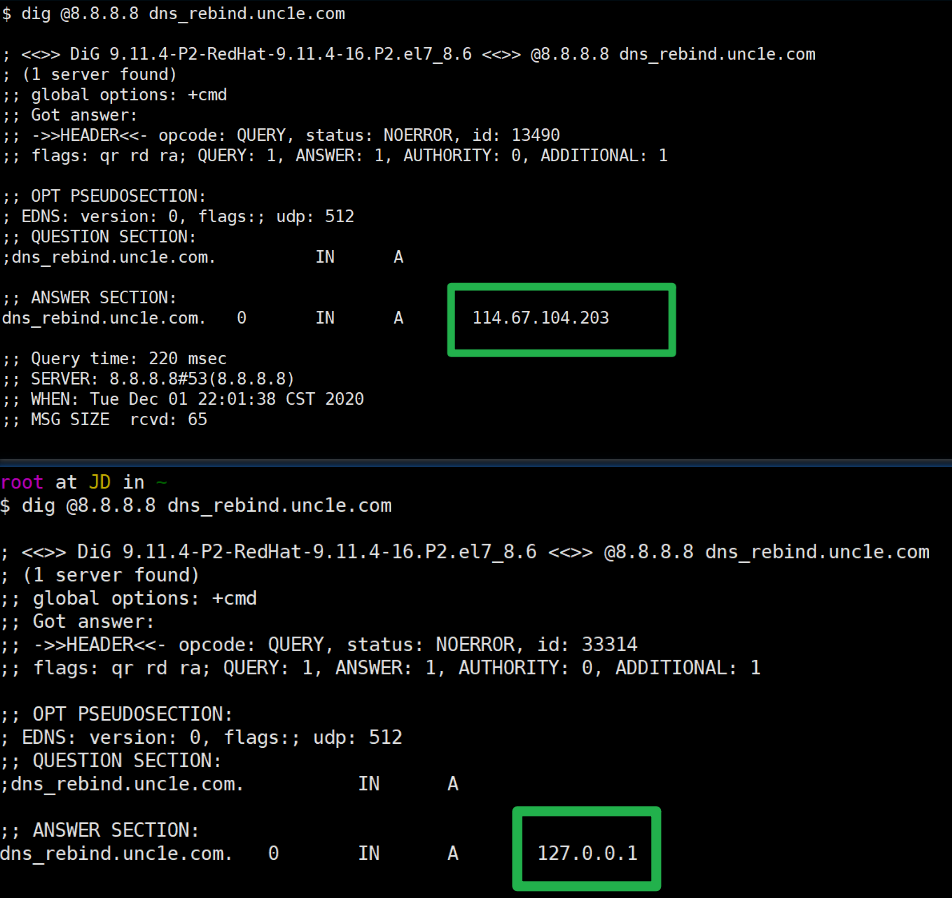 $ dig @8.8.8.8 dns_rebind.unc1e.com
; <<>> DiG 9.11.4-P2-RedHat-9.11.4-16.P2.el7_8.6 <<>> @8.8.8.8 dns_rebind.unc1e.com
; (1 server found)
;; global options: +cmd
;; Got answer:
;; ->>HEADER<<- opcode: QUERY, status: NOERROR, id: 13490
;; flags: qr rd ra; QUERY: 1, ANSWER: 1, AUTHORITY: 0, ADDITIONAL: 1
;; OPT PSEUDOSECTION:
; EDNS: version: 0, flags:; udp: 512
;; QUESTION SECTION:
;dns_rebind.unc1e.com. IN A
;; ANSWER SECTION:
dns_rebind.unc1e.com. 0 IN A 114.67.104.203
;; Query time: 220 msec
;; SERVER: 8.8.8.8#53(8.8.8.8)
;; WHEN: Tue Dec 01 22:01:38 CST 2020
;; MSG SIZE rcvd: 65
root at JD in ~
$ dig @8.8.8.8 dns_rebind.unc1e.com
; <<>> DiG 9.11.4-P2-RedHat-9.11.4-16.P2.el7_8.6 <<>> @8.8.8.8 dns_rebind.unc1e.com
; (1 server found)
;; global options: +cmd
;; Got answer:
;; ->>HEADER<<- opcode: QUERY, status: NOERROR, id: 33314
;; flags: qr rd ra; QUERY: 1, ANSWER: 1, AUTHORITY: 0, ADDITIONAL: 1
;; OPT PSEUDOSECTION:
; EDNS: version: 0, flags:; udp: 512
;; QUESTION SECTION:
;dns_rebind.unc1e.com. IN A
;; ANSWER SECTION:
dns_rebind.unc1e.com. 0 IN A 127.0.0.1